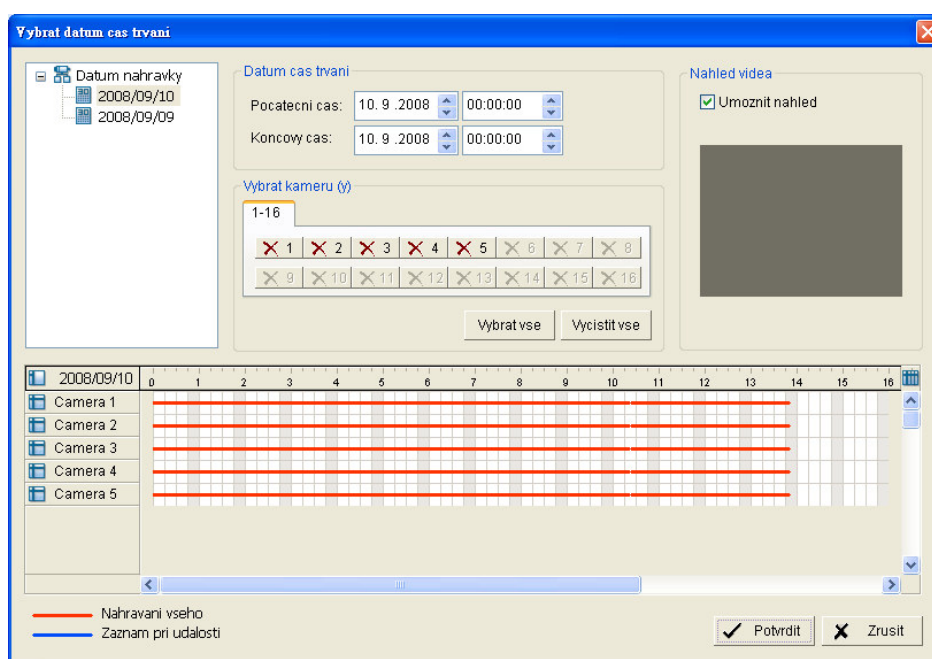 Vybrat datum cas trvani
Datum nahravky
2008/09/10
2008/09/09
Datum cas trvani
Pocatecni cas: 10. 9 .2008 00:00:00
Koncovy cas: 10. 9 .2008 00:00:00
Vybrat kameru (y)
1-16
1 2 3 4 5 6 7 8
9 10 11 12 13 14 15 16
Vybrat vse Vycistit vse
Nahled videa
Umoznit nahled
2008/09/10 0 1 2 3 4 5 6 7 8 9 10 11 12 13 14 15 16
Camera 1
Camera 2
Camera 3
Camera 4
Camera 5
Nahravani vseho
Zaznam pri udalosti
Potvrdit Zrusit